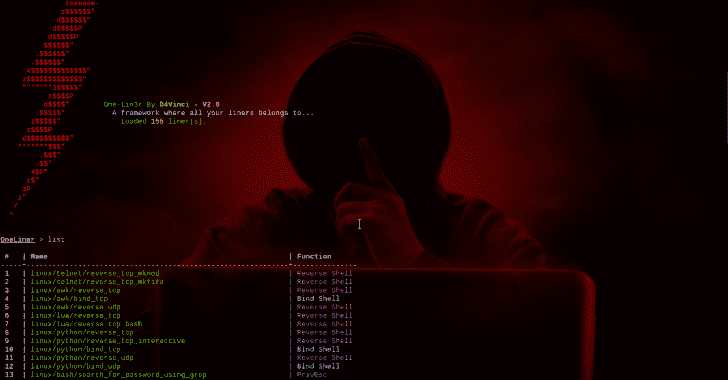 One-Lin3r By D4Vinci - V2.0
A framework where all your liners belongs to...
Loaded 156 liner(s).
OneLiner > list
# | Name | Function
1 | linux/telnet/reverse_tcp_mknod | Reverse Shell
2 | linux/telnet/reverse_tcp_mkfifo | Reverse Shell
3 | linux/awk/reverse_tcp | Reverse Shell
4 | linux/awk/bind_tcp | Bind Shell
5 | linux/awk/reverse_udp | Reverse Shell
6 | linux/lua/reverse_tcp | Reverse Shell
7 | linux/lua/reverse_tcp_bash | Reverse Shell
8 | linux/python/reverse_tcp | Reverse Shell
9 | linux/python/reverse_tcp_interactive | Reverse Shell
10 | linux/python/bind_tcp | Bind Shell
11 | linux/python/reverse_udp | Reverse Shell
12 | linux/python/bind_udp | Bind Shell
13 | linux/bash/search_for_password_using_grep | PrivEsc